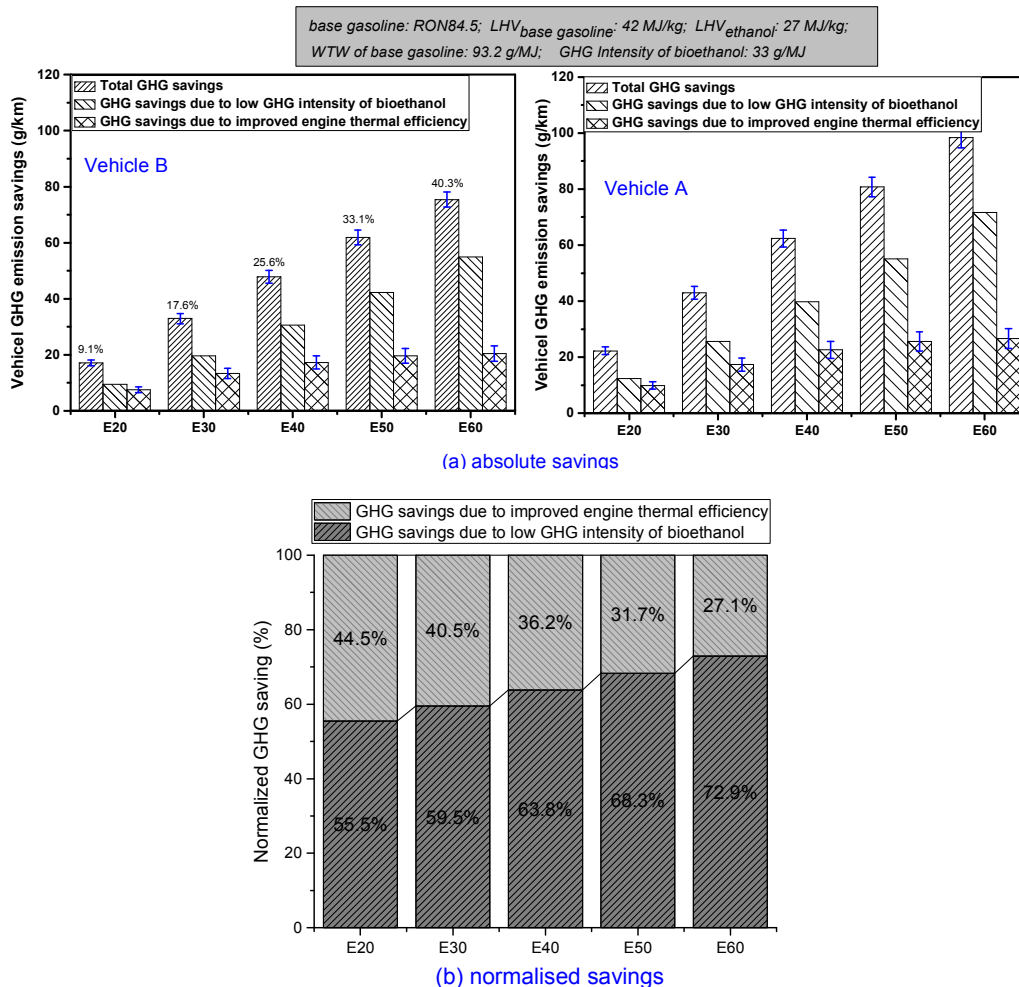 base gasoline: RON84.5; LHVbase gasoline: 42 MJ/kg; LHVethanol: 27 MJ/kg;
WTW of base gasoline: 93.2 g/MJ; GHG Intensity of bioethanol: 33 g/MJ
Vehicel GHG emission savings (g/km)
120
100
80
60
40
20
0
Total GHG savings
GHG savings due to low GHG intensity of bioethanol
GHG savings due to improved engine thermal efficiency
Vehicle B
9.1%
17.6%
25.6%
33.1%
40.3%
E20 E30 E40 E50 E60
Vehicle GHG emission savings (g/km)
120
100
80
60
40
20
0
Total GHG savings
GHG savings due to low GHG intensity of bioethanol
GHG savings due to improved engine thermal efficiency
Vehicle A
E20 E30 E40 E50 E60
(a) absolute savings
GHG savings due to improved engine thermal efficiency
GHG savings due to low GHG intensity of bioethanol
Normalized GHG saving (%)
100
80
60
40
20
0
44.5% 40.5% 36.2% 31.7% 27.1%
55.5% 59.5% 63.8% 68.3% 72.9%
E20 E30 E40 E50 E60
(b) normalised savings